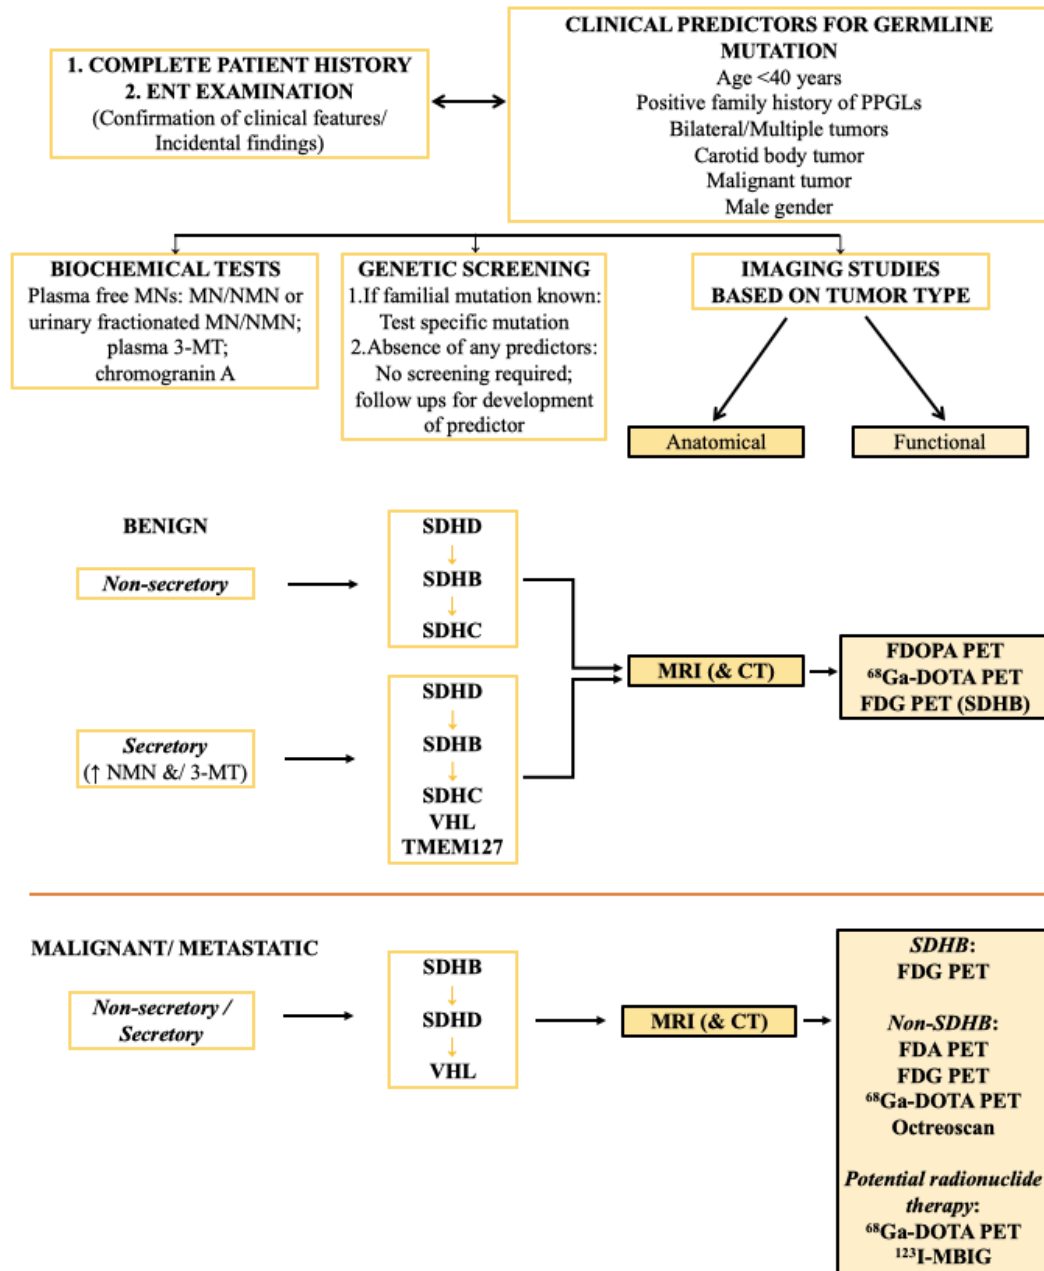 1. COMPLETE PATIENT HISTORY
2. ENT EXAMINATION
(Confirmation of clinical features/
Incidental findings)
CLINICAL PREDICTORS FOR GERMLINE
MUTATION
Age <40 years
Positive family history of PPGLs
Bilateral/Multiple tumors
Carotid body tumor
Malignant tumor
Male gender
BIOCHEMICAL TESTS
Plasma free MNs: MN/NMN or
urinary fractionated MN/NMN;
plasma 3-MT;
chromogranin A
GENETIC SCREENING
1.If familial mutation known:
Test specific mutation
2.Absence of any predictors:
No screening required;
follow ups for development
of predictor
IMAGING STUDIES
BASED ON TUMOR TYPE
Anatomical
Functional
BENIGN
Non-secretory
SDHD
↓
SDHB
↓
SDHC
Secretory
(↑ NMN &/ 3-MT)
SDHD
↓
SDHB
↓
SDHC
VHL
TMEM127
MRI (& CT)
FDOPA PET
⁶⁸Ga-DOTA PET
FDG PET (SDHB)
MALIGNANT/ METASTATIC
Non-secretory /
Secretory
SDHB
↓
SDHD
↓
VHL
MRI (& CT)
SDHB:
FDG PET
Non-SDHB:
FDA PET
FDG PET
⁶⁸Ga-DOTA PET
Octreoscan
Potential radionuclide
therapy:
⁶⁸Ga-DOTA PET
¹²³I-MBIG